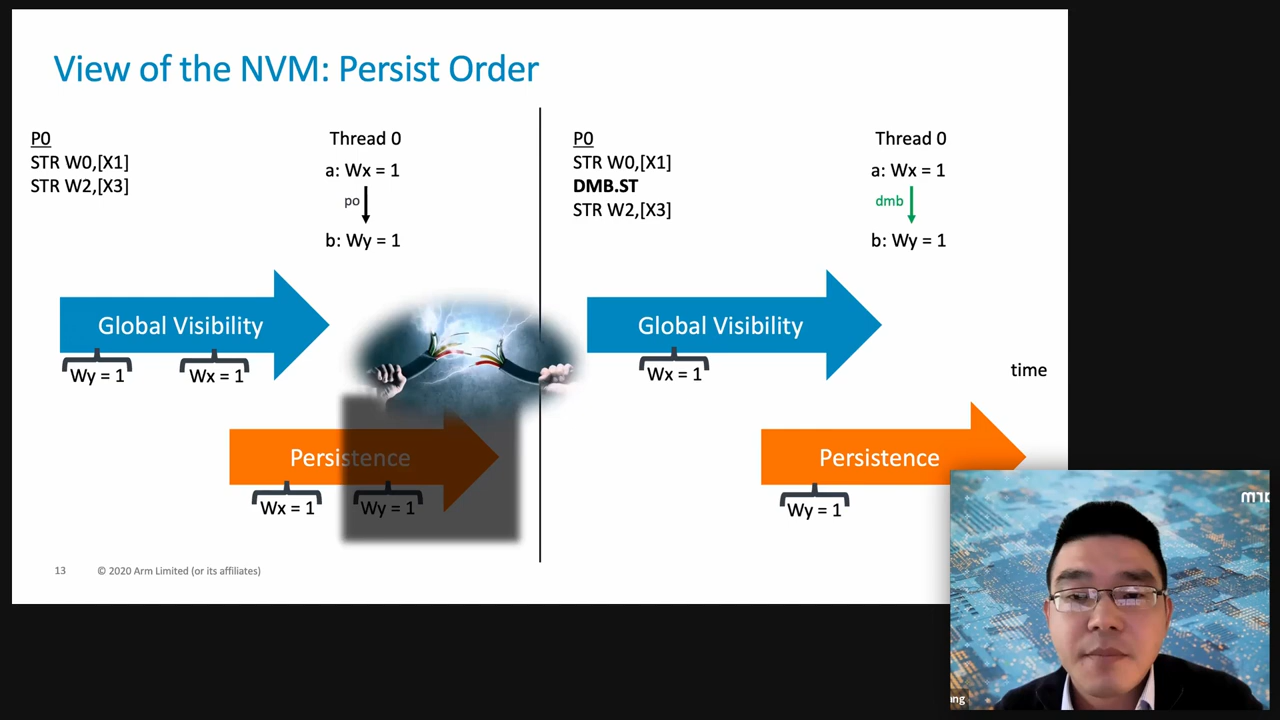 View of the NVM: Persist Order
P0
STR W0,[X1]
STR W2,[X3]
Thread 0
a: Wx = 1
po
b: Wy = 1
Global Visibility
Wy = 1
Wx = 1
Persistence
Wx = 1
Wy = 1
P0
STR W0,[X1]
DMB.ST
STR W2,[X3]
Thread 0
a: Wx = 1
dmb
b: Wy = 1
Global Visibility
Wx = 1
time
Persistence
Wy = 1
13
© 2020 Arm Limited (or its affiliates)